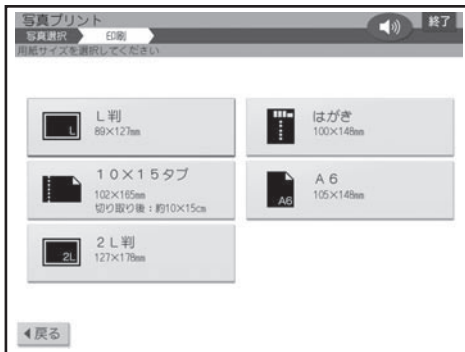 写真プリント
終了
写真選択 印刷
用紙サイズを選択してください
L
L判
89×127mm
はがき
100×148mm
10×15タブ
102×165mm
切り取り後：約10×15cm
A6
A6
105×148mm
2L
2L判
127×178mm
戻る